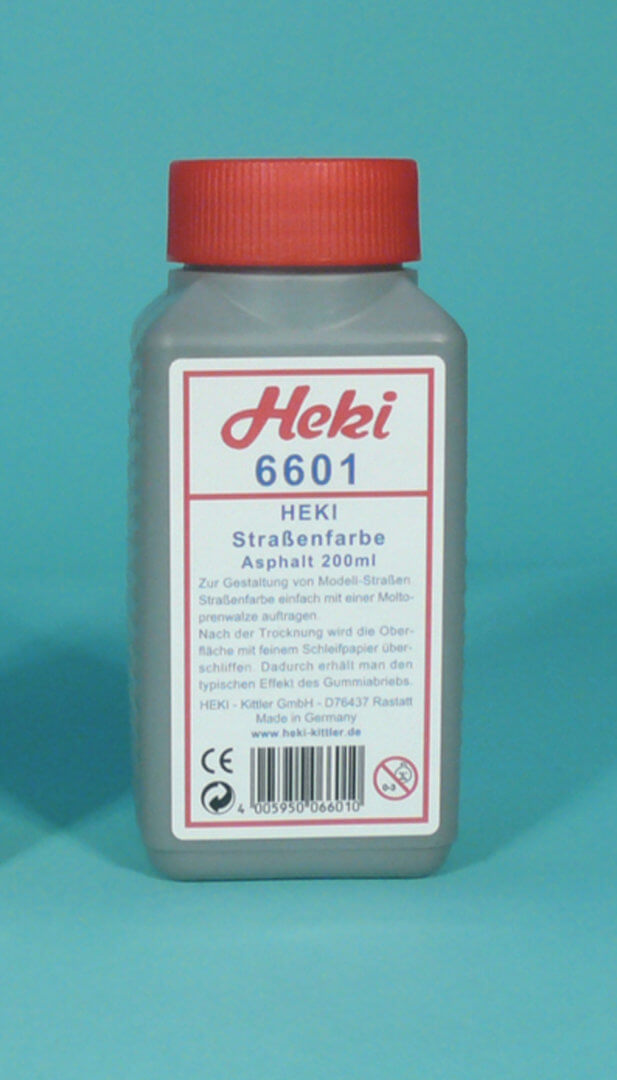 Heki
6601
HEKI
Straßenfarbe
Asphalt 200ml
Zur Gestaltung von Modell-Straßen
Straßenfarbe einfach mit einer Molto-
prenwalze auftragen.
Nach der Trocknung wird die Ober-
fläche mit feinem Schleifpapier über-
schliffen. Dadurch erhält man den
typischen Effekt des Gummiabriebs.
HEKI - Kittler GmbH - D76437 Rastatt
Made in Germany
www.heki-kittler.de
CE
0-3
4 005950 066010